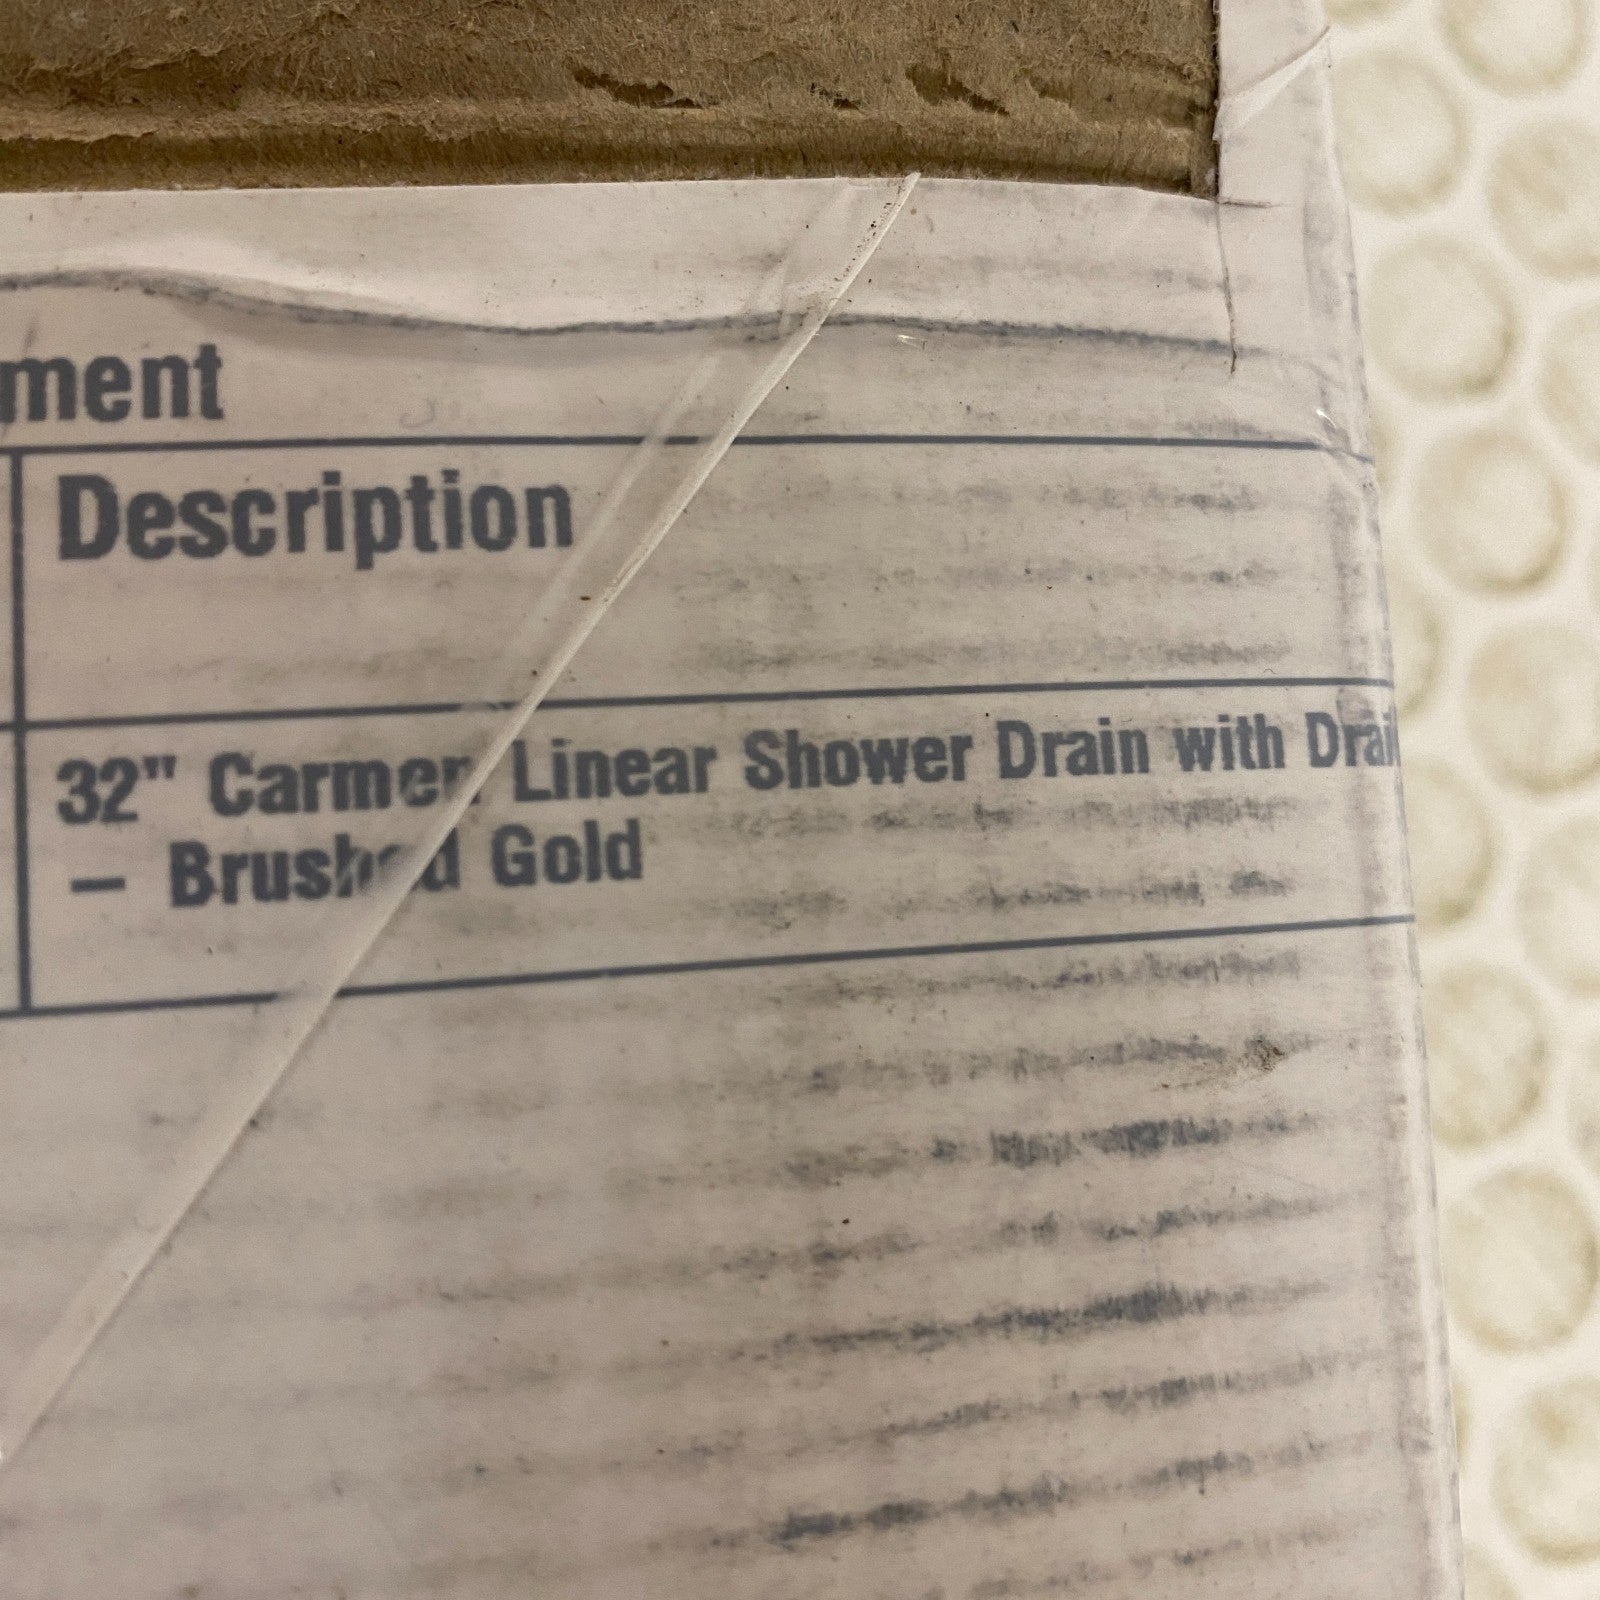 ment
Description
32" Carmen Linear Shower Drain with Drai
– Brushed Gold